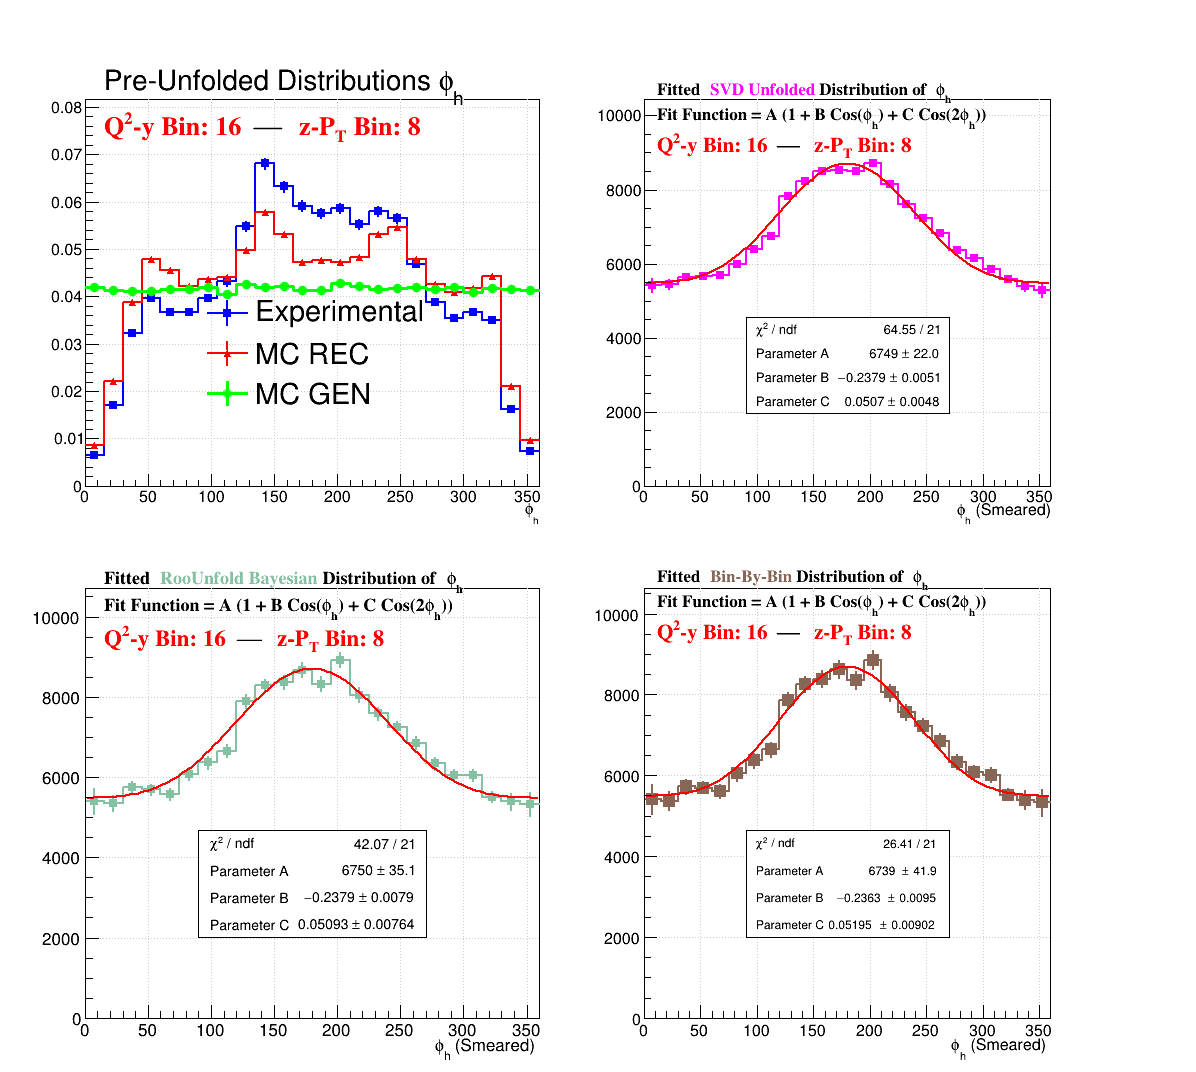 Pre-Unfolded Distributions ϕh
Q²-y Bin: 16 — z-PT Bin: 8
0.08
0.07
0.06
0.05
0.04
0.03
0.02
0.01
0
Experimental
MC REC
MC GEN
0 50 100 150 200 250 300 350
ϕh
Fitted SVD Unfolded Distribution of ϕh
Fit Function = A (1 + B Cos(ϕh) + C Cos(2ϕh))
Q²-y Bin: 16 — z-PT Bin: 8
10000
8000
6000
4000
2000
0
χ² / ndf 64.55 / 21
Parameter A 6749 ± 22.0
Parameter B −0.2379 ± 0.0051
Parameter C 0.0507 ± 0.0048
0 50 100 150 200 250 300 350
ϕh (Smeared)
Fitted RooUnfold Bayesian Distribution of ϕh
Fit Function = A (1 + B Cos(ϕh) + C Cos(2ϕh))
Q²-y Bin: 16 — z-PT Bin: 8
10000
8000
6000
4000
2000
0
χ² / ndf 42.07 / 21
Parameter A 6750 ± 35.1
Parameter B −0.2379 ± 0.0079
Parameter C 0.05093 ± 0.00764
0 50 100 150 200 250 300 350
ϕh (Smeared)
Fitted Bin-By-Bin Distribution of ϕh
Fit Function = A (1 + B Cos(ϕh) + C Cos(2ϕh))
Q²-y Bin: 16 — z-PT Bin: 8
10000
8000
6000
4000
2000
0
χ² / ndf 26.41 / 21
Parameter A 6739 ± 41.9
Parameter B −0.2363 ± 0.0095
Parameter C 0.05195 ± 0.00902
0 50 100 150 200 250 300 350
ϕh (Smeared)